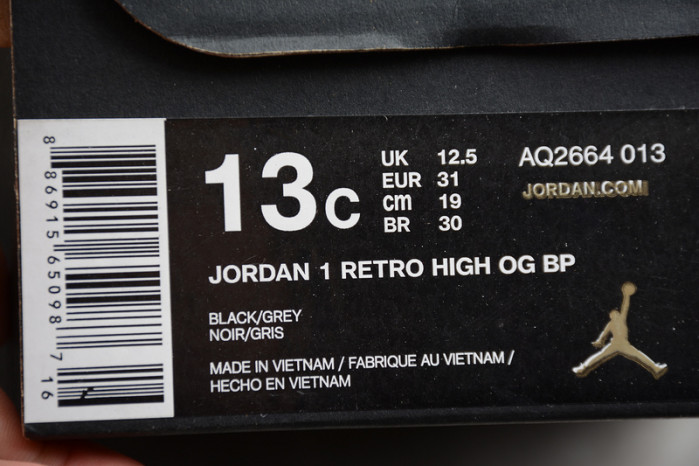 8 86915 65098 7 16
13C
UK 12.5
EUR 31
cm 19
BR 30
AQ2664 013
JORDAN.COM
JORDAN 1 RETRO HIGH OG BP
BLACK/GREY
NOIR/GRIS
MADE IN VIETNAM / FABRIQUE AU VIETNAM /
HECHO EN VIETNAM